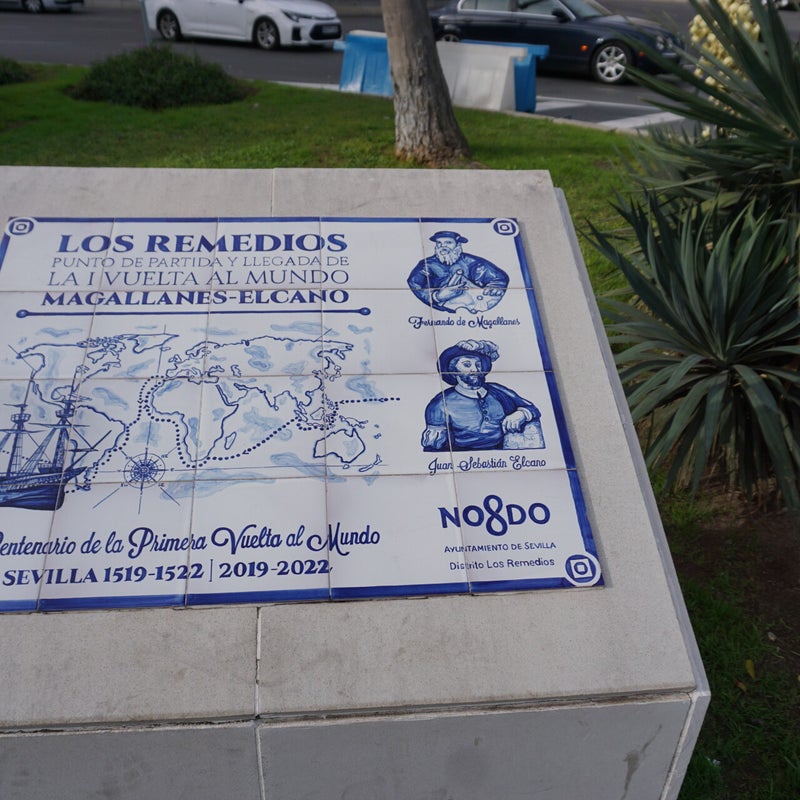 LOS REMEDIOS
PUNTO DE PARTIDA Y LLEGADA DE
LA I VUELTA AL MUNDO
MAGALLANES-ELCANO
Fernando de Magallanes
Juan Sebastián Elcano
entenario de la Primera Vuelta al Mundo
SEVILLA 1519-1522 | 2019-2022
NO8DO
AYUNTAMIENTO DE SEVILLA
Distrito Los Remedios